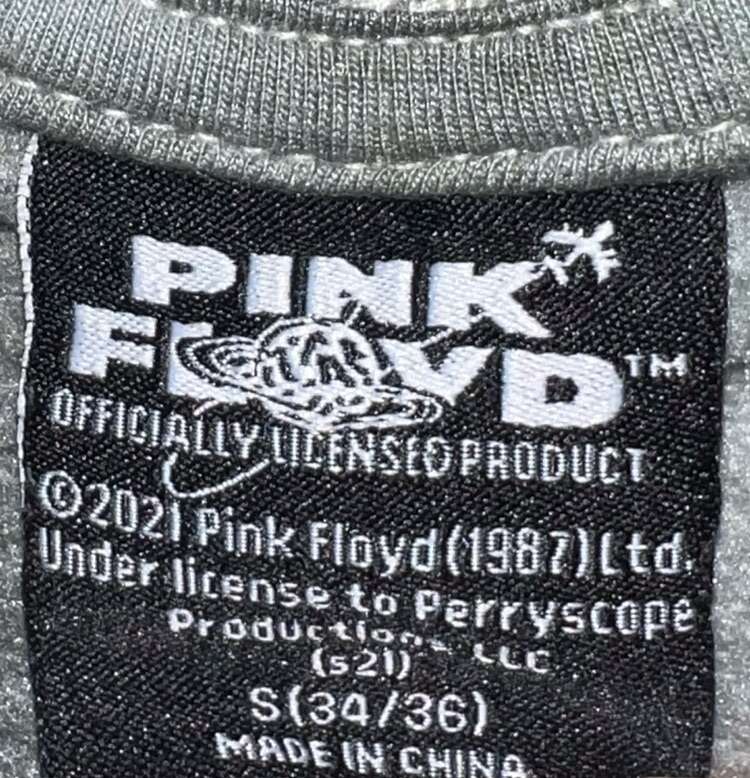 PINK
FLOYD™
OFFICIALLY LICENSED PRODUCT
©2021 Pink Floyd (1987) Ltd.
Under license to Perryscope
Productions LLC
(s21)
S(34/36)
MADE IN CHINA